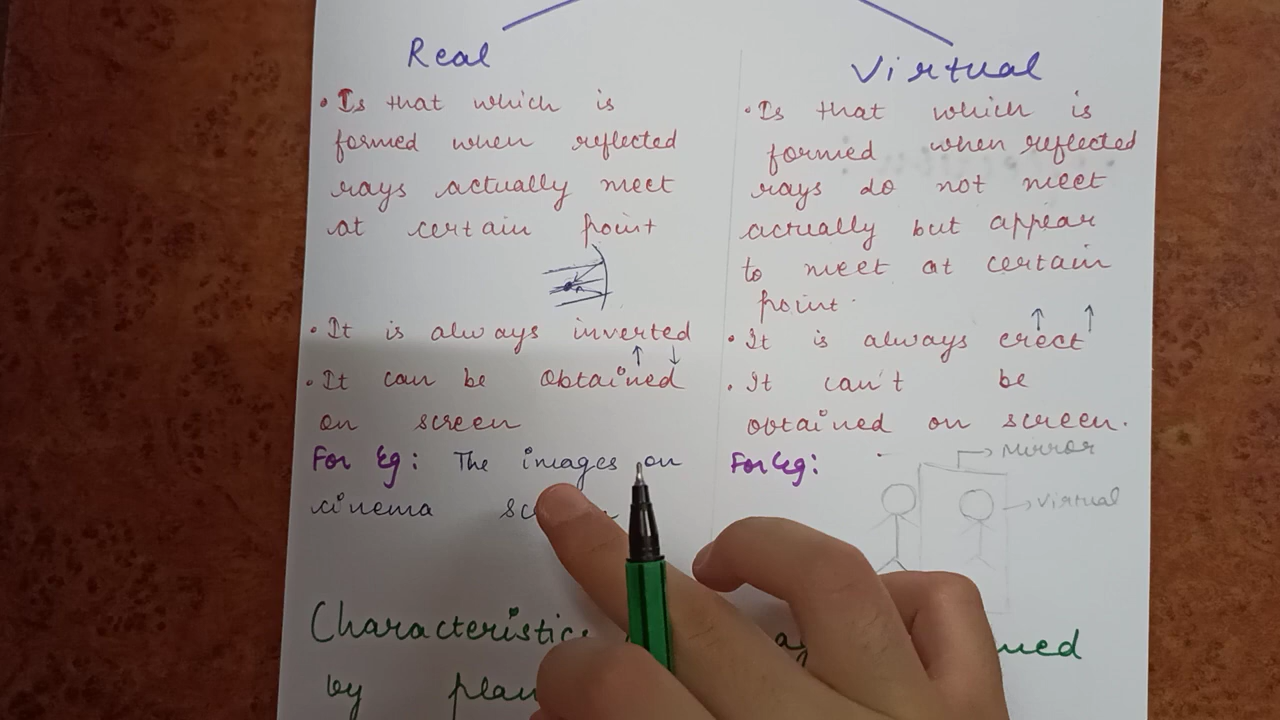 Real
• Is that which is
formed when reflected
rays actually meet
at certain point
• It is always inverted
• It can be obtained
on screen
For Eg: The images on
cinema
Virtual
• Is that which is
formed when reflected
rays do not meet
actually but appear
to meet at certain
point.
• It is always erect
• It can't be
obtained on screen.
For Eg:
Mirror
Virtual
Characteristics
by